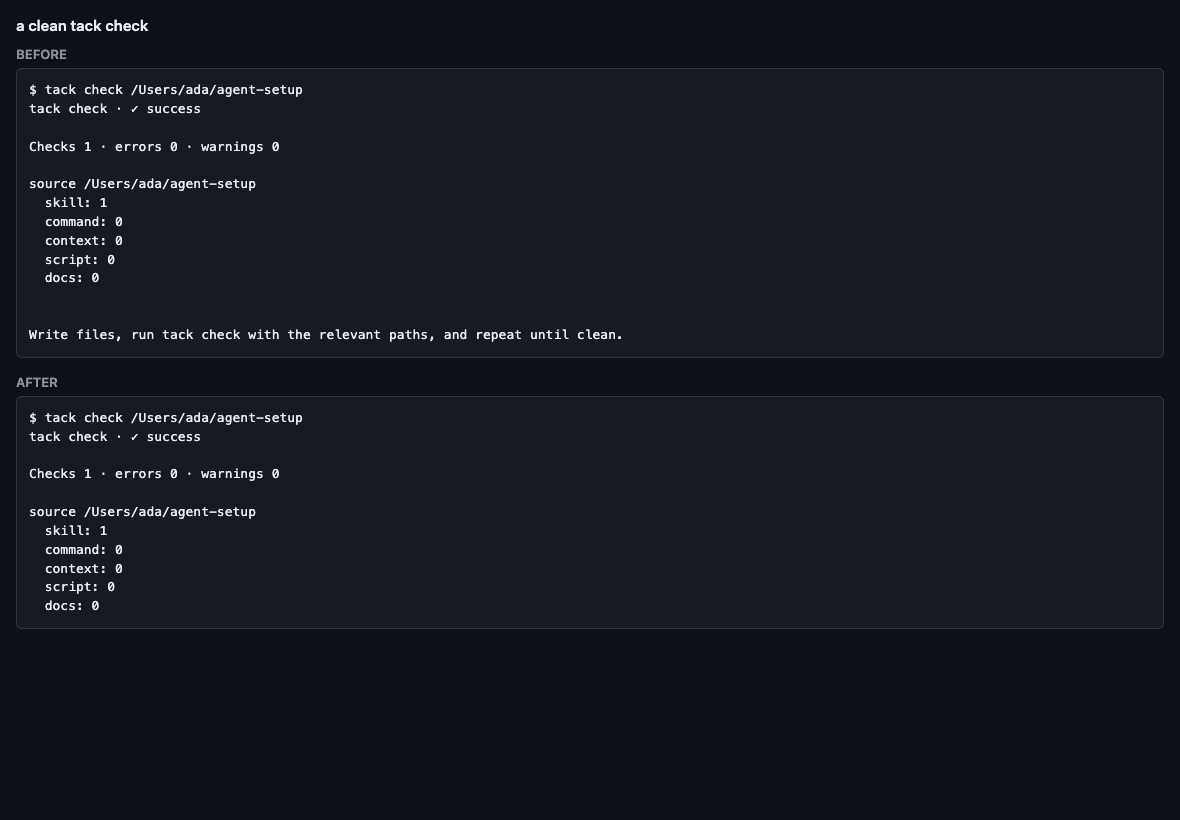 a clean tack check
BEFORE
$ tack check /Users/ada/agent-setup
tack check · ✓ success
Checks 1 · errors 0 · warnings 0
source /Users/ada/agent-setup
skill: 1
command: 0
context: 0
script: 0
docs: 0
Write files, run tack check with the relevant paths, and repeat until clean.
AFTER
$ tack check /Users/ada/agent-setup
tack check · ✓ success
Checks 1 · errors 0 · warnings 0
source /Users/ada/agent-setup
skill: 1
command: 0
context: 0
script: 0
docs: 0